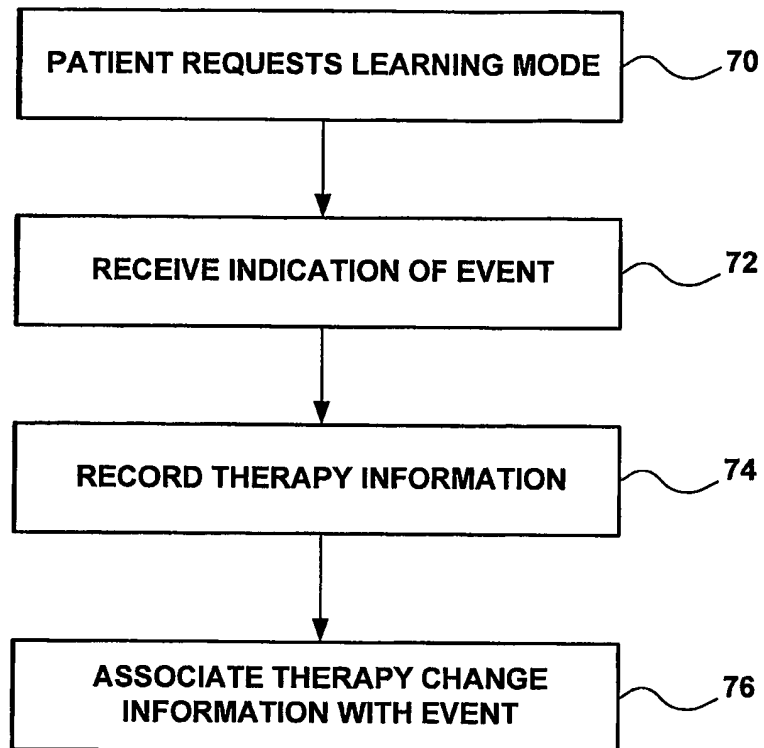 PATIENT REQUESTS LEARNING MODE 70
RECEIVE INDICATION OF EVENT 72
RECORD THERAPY INFORMATION 74
ASSOCIATE THERAPY CHANGE
INFORMATION WITH EVENT 76